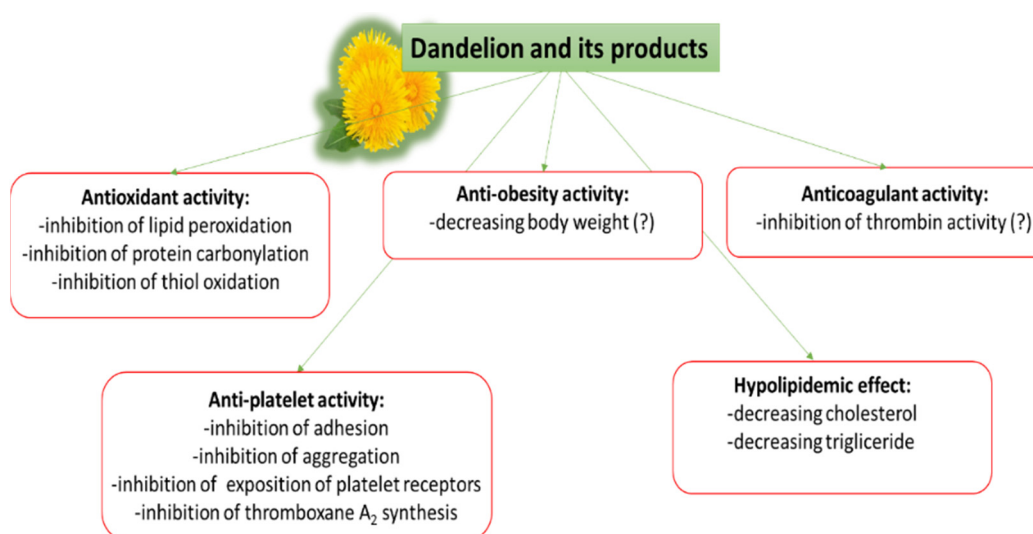 Dandelion and its products
Antioxidant activity:
-inhibition of lipid peroxidation
-inhibition of protein carbonylation
-inhibition of thiol oxidation
Anti-obesity activity:
-decreasing body weight (?)
Anticoagulant activity:
-inhibition of thrombin activity (?)
Anti-platelet activity:
-inhibition of adhesion
-inhibition of aggregation
-inhibition of exposition of platelet receptors
-inhibition of thromboxane A₂ synthesis
Hypolipidemic effect:
-decreasing cholesterol
-decreasing trigliceride